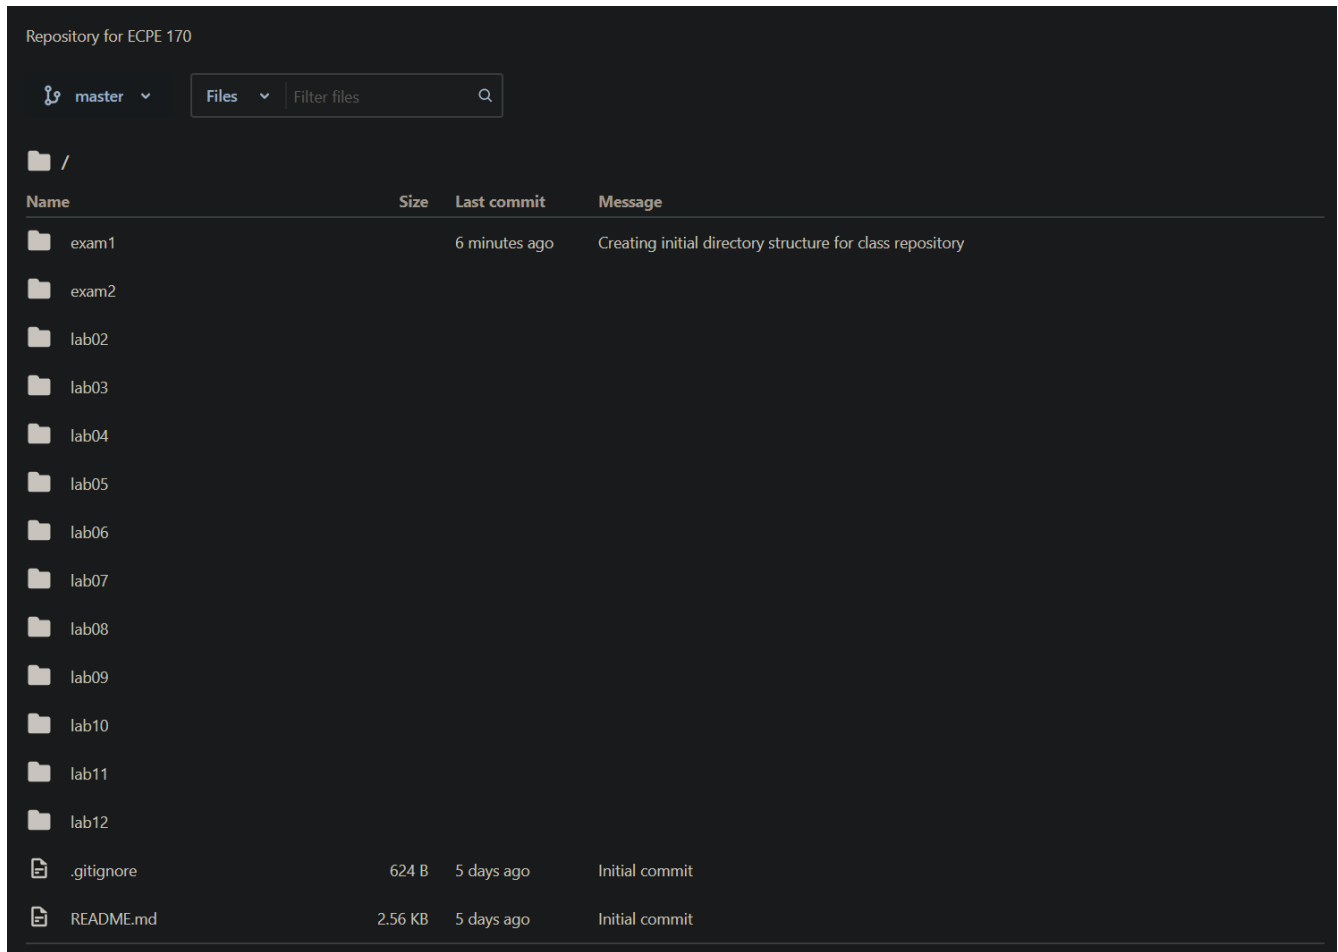 Repository for ECPE 170
master Files Filter files
/
Name Size Last commit Message
exam1 6 minutes ago Creating initial directory structure for class repository
exam2
lab02
lab03
lab04
lab05
lab06
lab07
lab08
lab09
lab10
lab11
lab12
.gitignore 624 B 5 days ago Initial commit
README.md 2.56 KB 5 days ago Initial commit